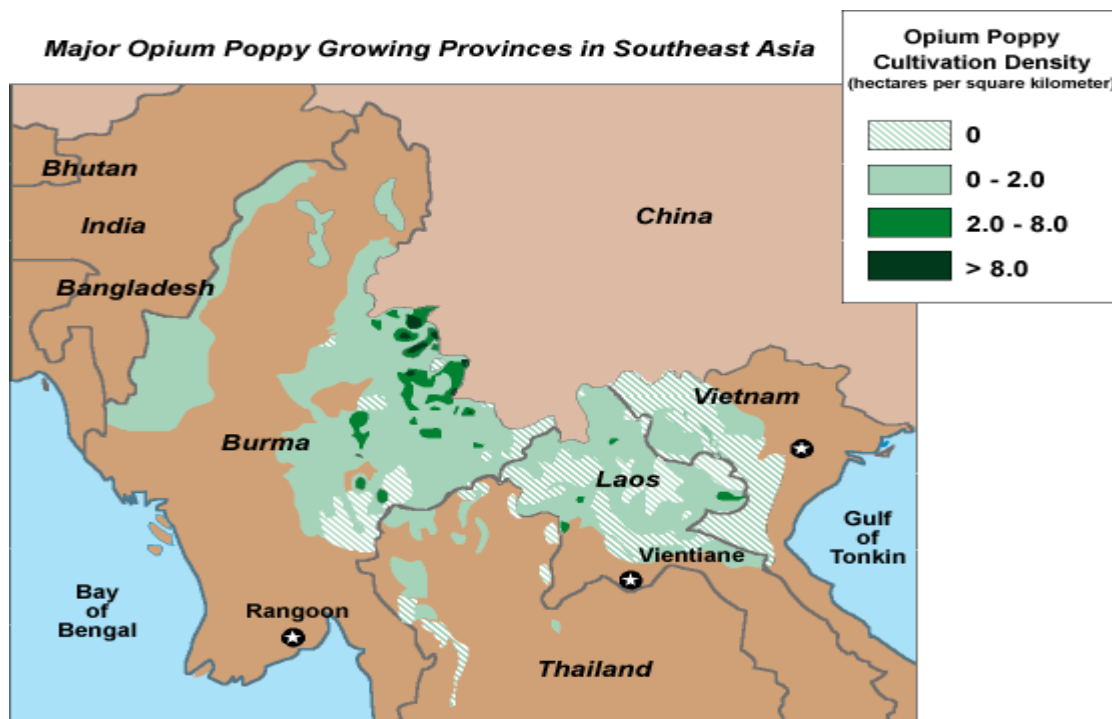 Major Opium Poppy Growing Provinces in Southeast Asia
Opium Poppy
Cultivation Density
(hectares per square kilometer)
0
0 - 2.0
2.0 - 8.0
> 8.0
Bhutan
India
China
Bangladesh
Vietnam
Burma
Laos
Gulf
of
Tonkin
Vientiane
Bay
of
Bengal
Rangoon
Thailand